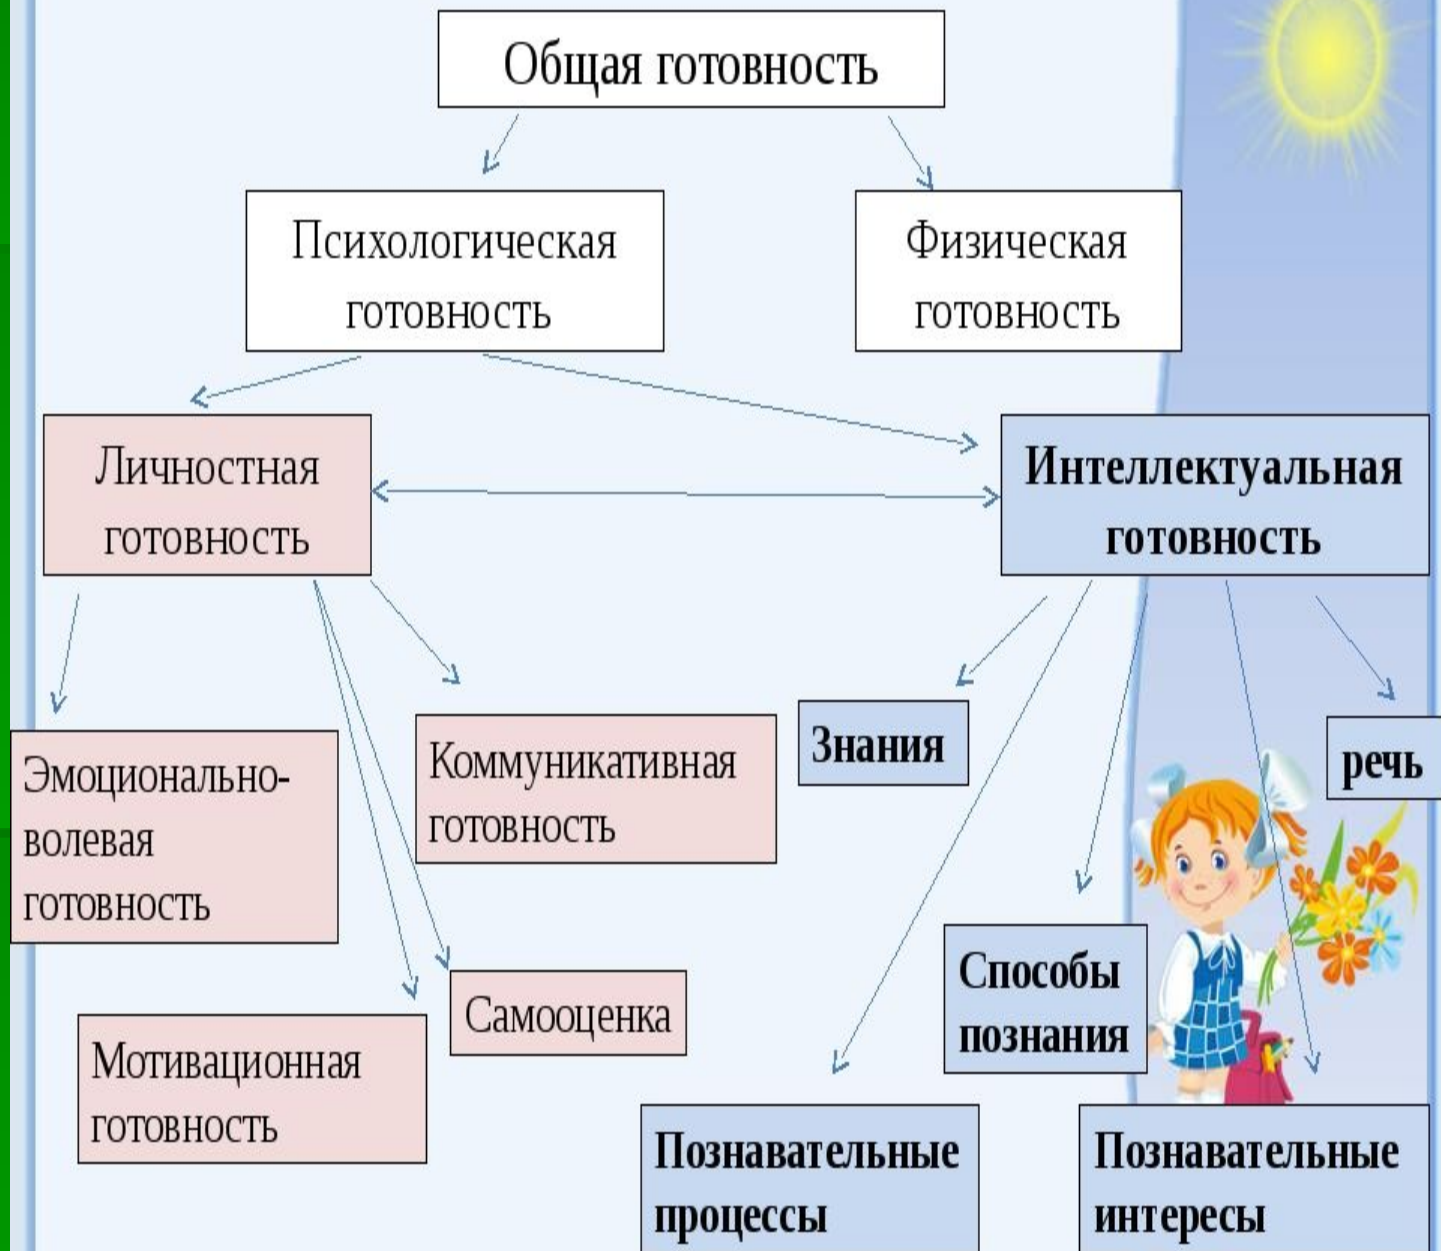 Общая готовность
Психологическая
готовность
Физическая
готовность
Личностная
готовность
Интеллектуальная
готовность
Эмоционально-
волевая
готовность
Коммуникативная
готовность
Знания
речь
Мотивационная
готовность
Самооценка
Способы
познания
Познавательные
процессы
Познавательные
интересы